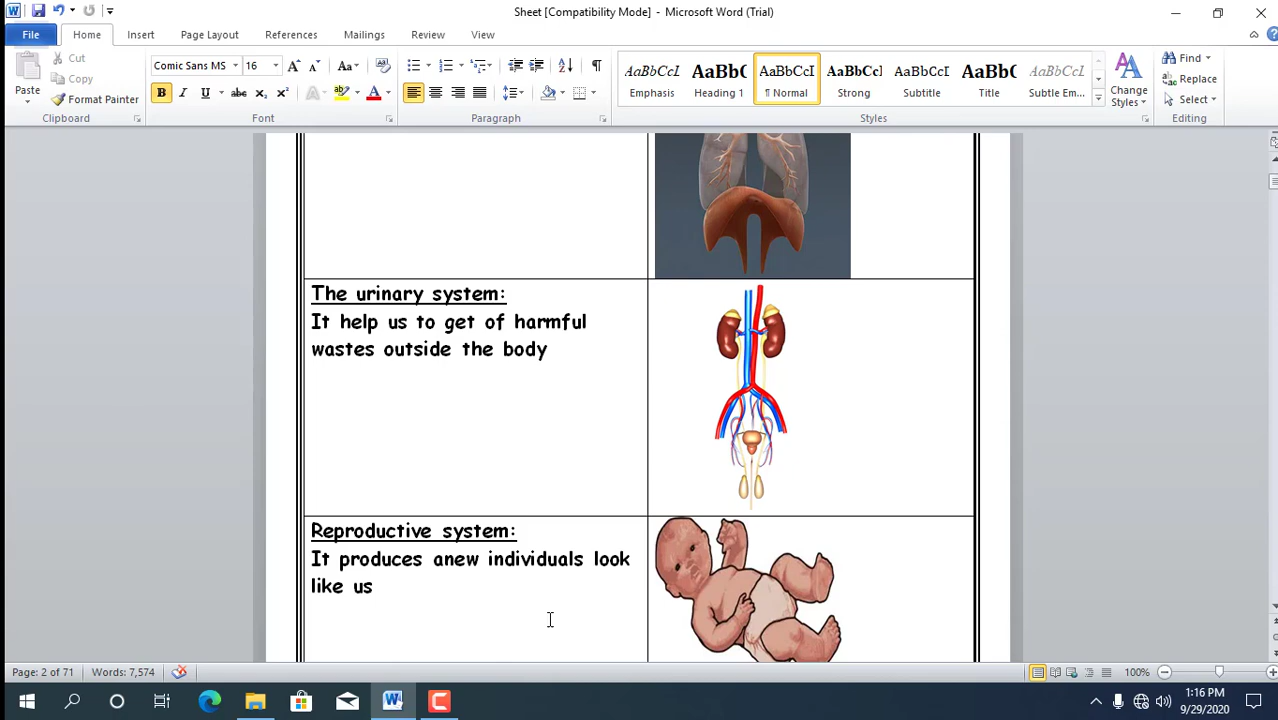 Sheet [Compatibility Mode] - Microsoft Word (Trial)
File Home Insert Page Layout References Mailings Review View
Cut
Copy
Format Painter
Paste
Clipboard
Comic Sans MS 16
Font
Paragraph
AaBbCcI AaBb( AaBbCcI AaBbCcI AaBbCcI AaBb( AaBbCcI
Emphasis Heading 1 ¶ Normal Strong Subtitle Title Subtle Em...
Styles
Change
Styles
Find
Replace
Select
Editing
The urinary system:
It help us to get of harmful
wastes outside the body
Reproductive system:
It produces anew individuals look
like us
Page: 2 of 71 Words: 7,574 100%
1:16 PM
9/29/2020